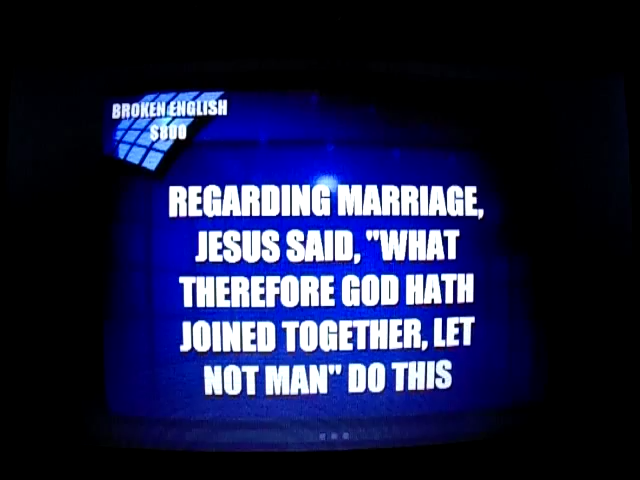 BROKEN ENGLISH
$800
REGARDING MARRIAGE,
JESUS SAID, "WHAT
THEREFORE GOD HATH
JOINED TOGETHER, LET
NOT MAN" DO THIS